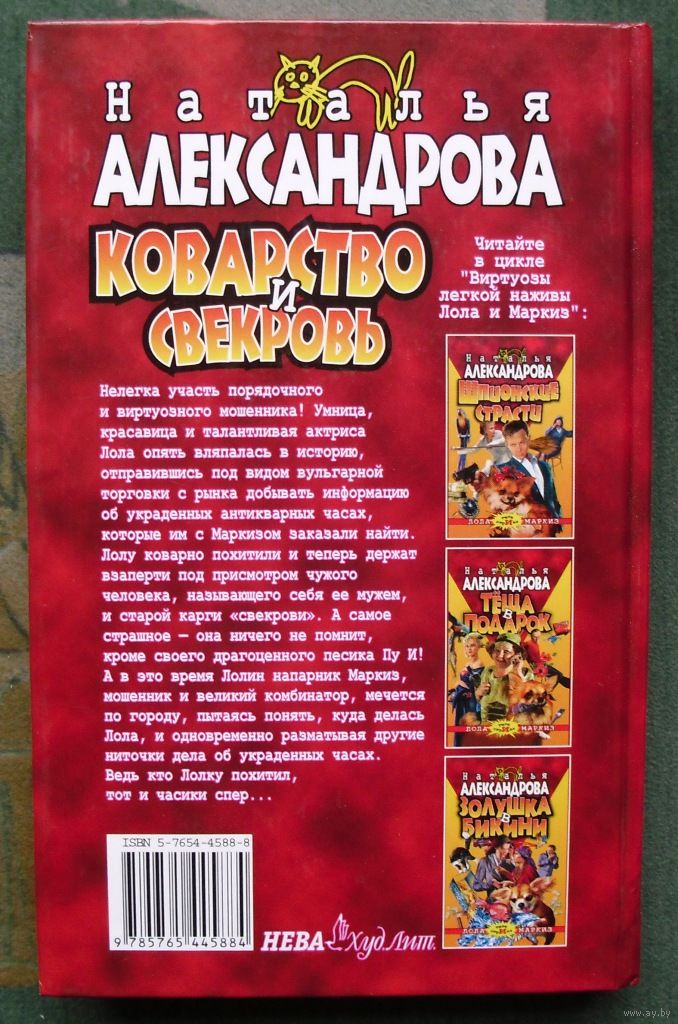 Наталья
АЛЕКСАНДРОВА
КОВАРСТВО
И
СВЕКРОВЬ
Нелегка участь порядочного
и виртуозного мошенника! Умница,
красавица и талантливая актриса
Лола опять вляпалась в историю,
отправившись под видом вульгарной
торговки с рынка добывать информацию
об украденных антикварных часах,
которые им с Маркизом заказали найти.
Лолу коварно похитили и теперь держат
взаперти под присмотром чужого
человека, называющего себя ее мужем,
и старой карги «свекрови». А самое
страшное — она ничего не помнит,
кроме своего драгоценного песика Пу И!
А в это время Лолин напарник Маркиз,
мошенник и великий комбинатор, мечется
по городу, пытаясь понять, куда делась
Лола, и одновременно разматывая другие
ниточки дела об украденных часах.
Ведь кто Лолку похитил,
тот и часики спер...
Читайте
в цикле
"Виртуозы
легкой наживы
Лола и Маркиз":
Наталья
АЛЕКСАНДРОВА
ШПИОНСКИЕ
СТРАСТИ
ЛОЛА И МАРКИЗ
Наталья
АЛЕКСАНДРОВА
ТЁЩА
В
ПОДАРОК
ЛОЛА И МАРКИЗ
Наталья
АЛЕКСАНДРОВА
ЗОЛУШКА
В
БИКИНИ
ЛОЛА И МАРКИЗ
ISBN 5-7654-4588-8
9 785765 445884
НЕВА ХудЛит
www.ay.by